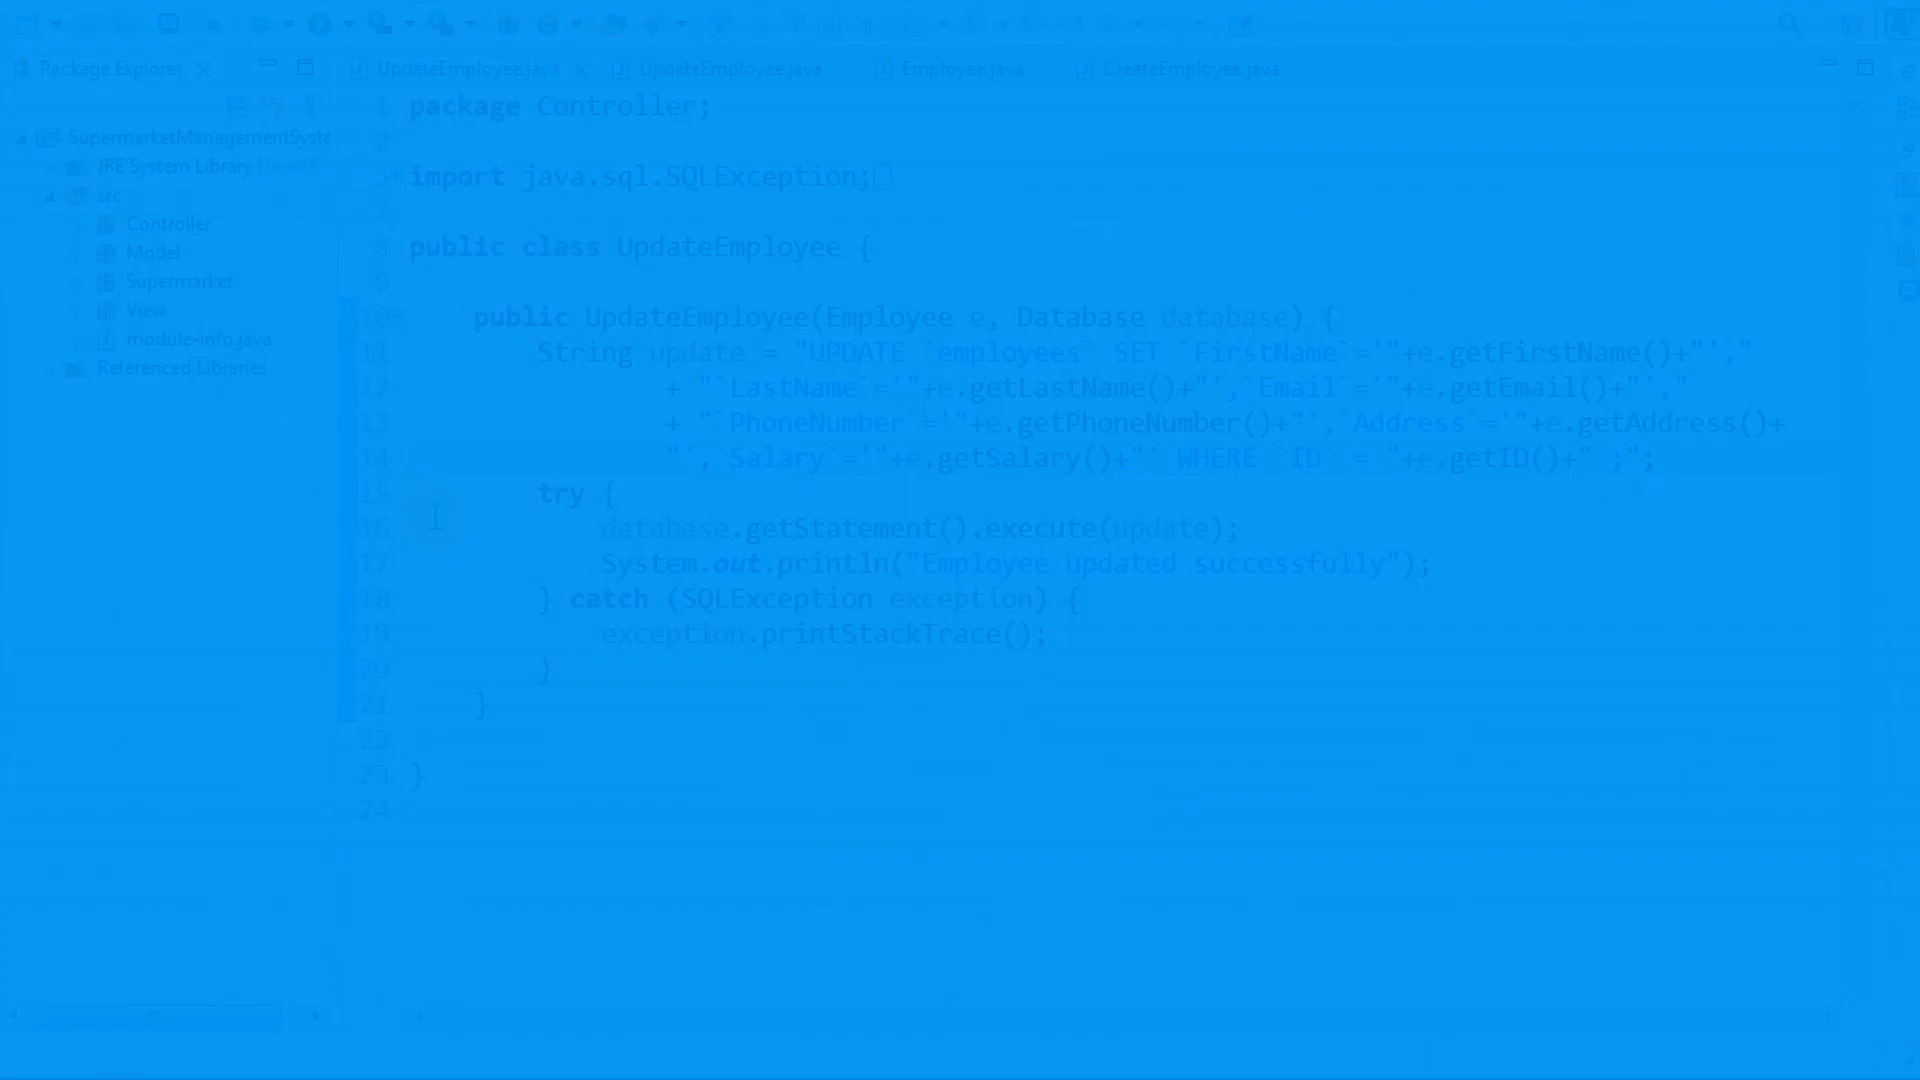 Package Explorer
UpdateEmployee.java
UpdateEmployee.java
Employee.java
CreateEmployee.java
SupermarketManagementSyste
JRE System Library
src
Controller
Model
Supermarket
View
module-info.java
Referenced Libraries
1 package Controller;
2
3 import java.sql.SQLException;
7
8 public class UpdateEmployee {
9
10 public UpdateEmployee(Employee e, Database database) {
11 String update = "UPDATE `employees` SET `FirstName`='"+e.getFirstName()+"',"
12 + "`LastName`='"+e.getLastName()+"',`Email`='"+e.getEmail()+"',"
13 + "`PhoneNumber`='"+e.getPhoneNumber()+"',`Address`='"+e.getAddress()+
14 "',`Salary`='"+e.getSalary()+"' WHERE `ID` = "+e.getID()+" ;";
15 try {
16 database.getStatement().execute(update);
17 System.out.println("Employee updated successfully");
18 } catch (SQLException exception) {
19 exception.printStackTrace();
20 }
21 }
22
23 }
24